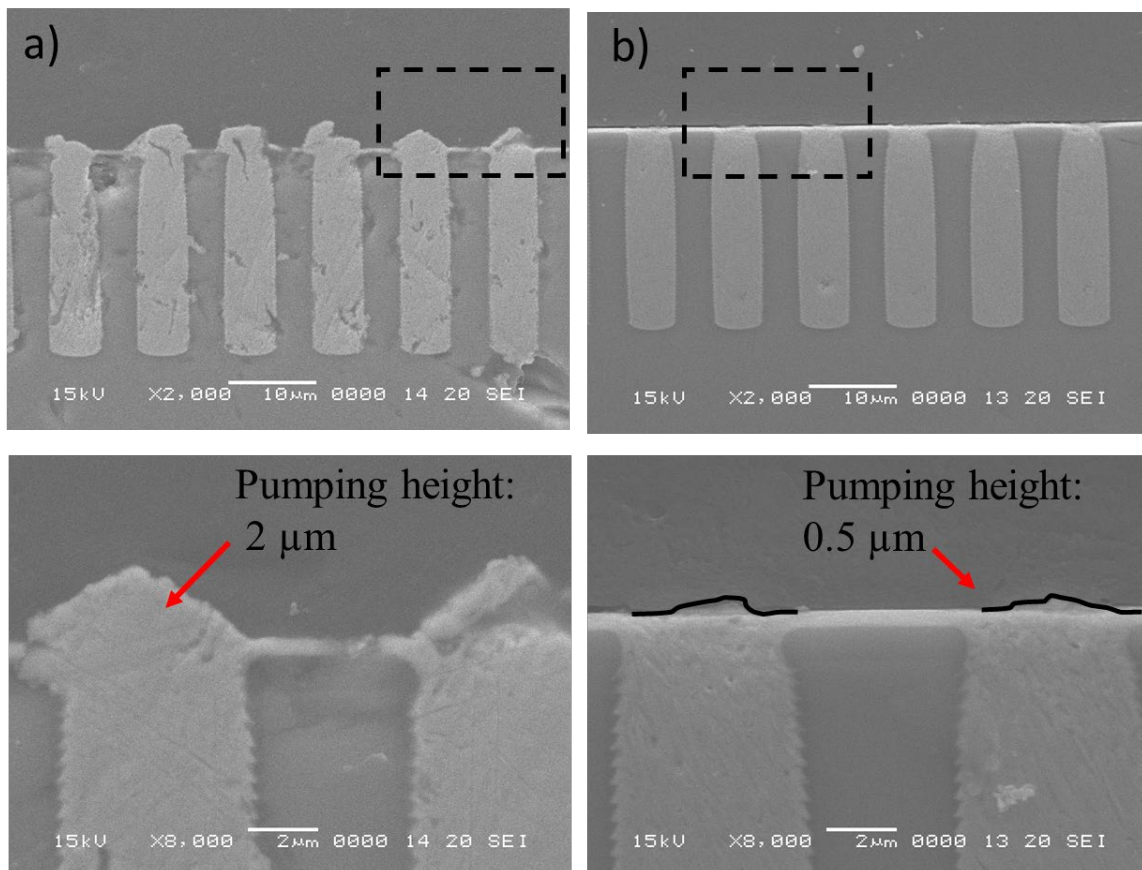 a)
15kV X2,000 10µm 0000 14 20 SEI
b)
15kV X2,000 10µm 0000 13 20 SEI
Pumping height:
2 µm
15kV X8,000 2µm 0000 14 20 SEI
Pumping height:
0.5 µm
15kV X8,000 2µm 0000 13 20 SEI